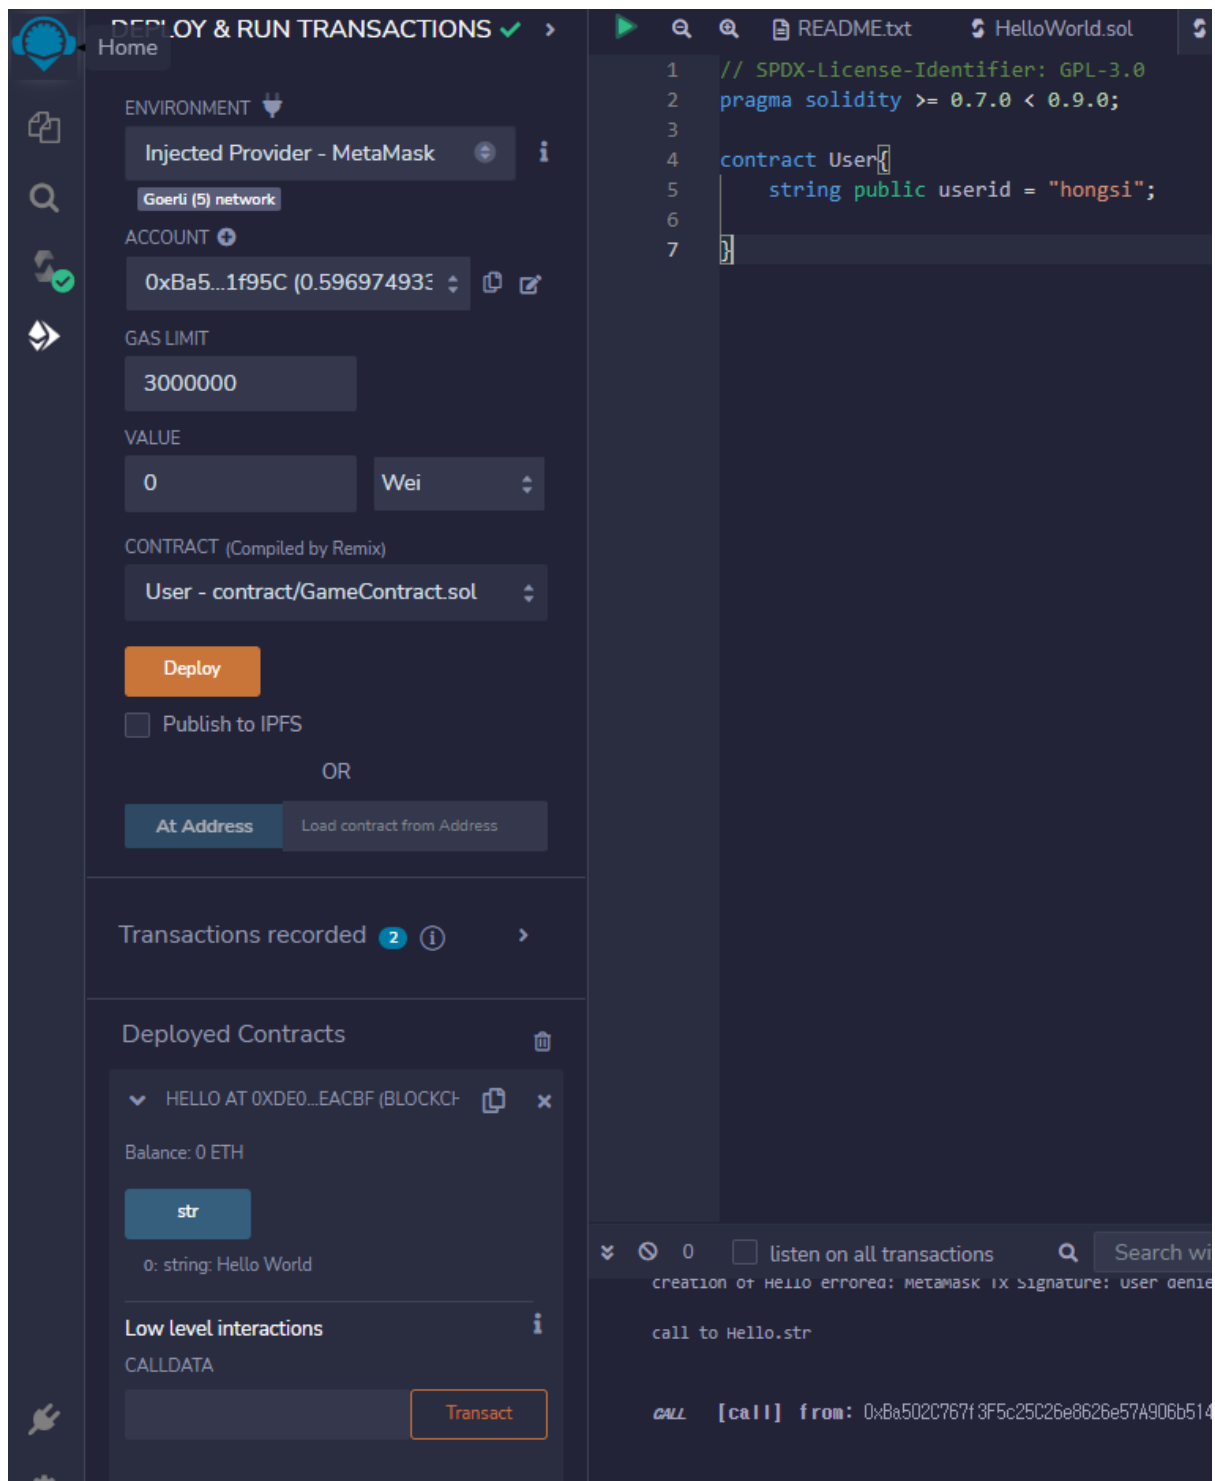 DEPLOY & RUN TRANSACTIONS
Home
ENVIRONMENT
Injected Provider - MetaMask
Goerli (5) network
ACCOUNT
0xBa5...1f95C (0.596974933
GAS LIMIT
3000000
VALUE
0
Wei
CONTRACT (Compiled by Remix)
User - contract/GameContract.sol
Deploy
Publish to IPFS
OR
At Address
Load contract from Address
Transactions recorded 2
Deployed Contracts
HELLO AT 0XDE0...EACBF (BLOCKCH
Balance: 0 ETH
str
0: string: Hello World
Low level interactions
CALLDATA
Transact
README.txt
HelloWorld.sol
1 // SPDX-License-Identifier: GPL-3.0
2 pragma solidity >= 0.7.0 < 0.9.0;
3
4 contract User{
5 string public userid = "hongsi";
6
7 }
0
listen on all transactions
Search wi
creation of Hello errored: MetaMask Tx Signature: User denie
call to Hello.str
CALL [call] from: 0xBa502C767f3F5c25C26e8626e57A906b514